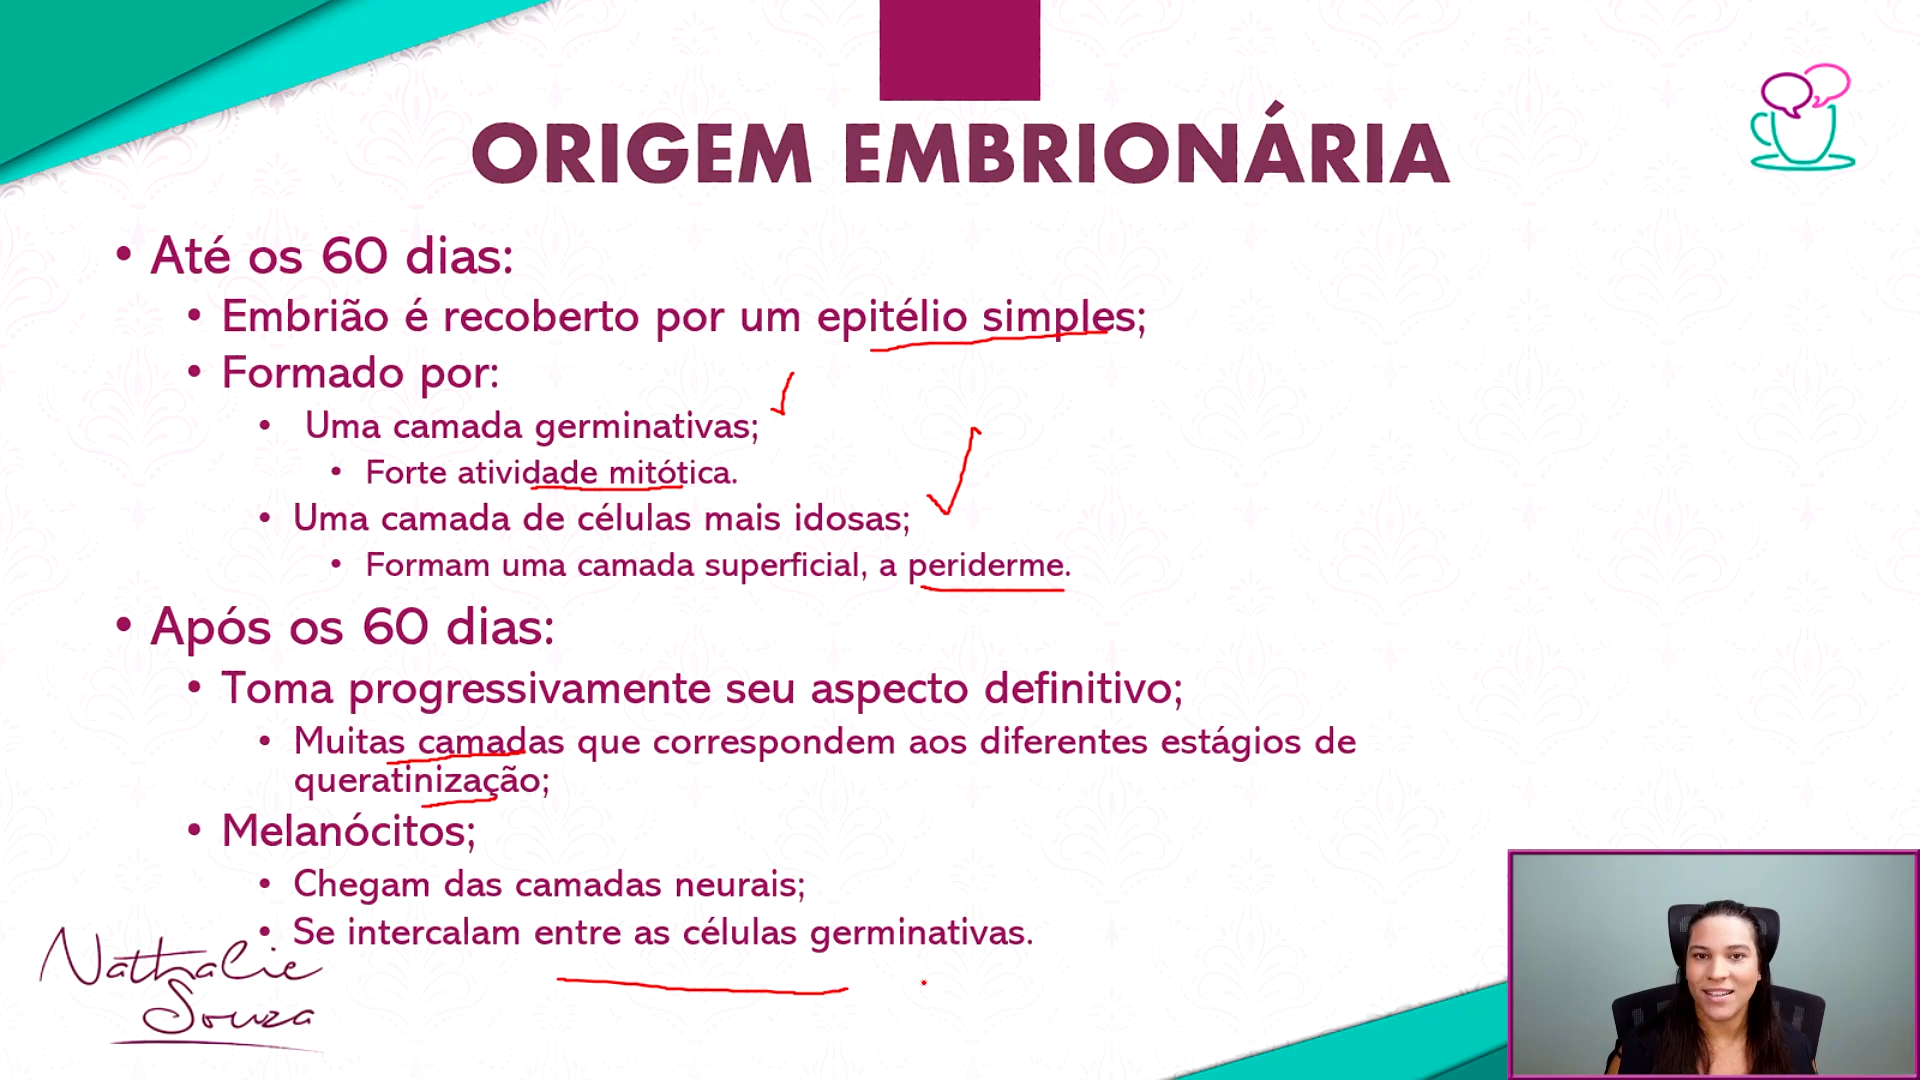 ORIGEM EMBRIONÁRIA
• Até os 60 dias:
• Embrião é recoberto por um epitélio simples;
• Formado por:
• Uma camada germinativas;
• Forte atividade mitótica.
• Uma camada de células mais idosas;
• Formam uma camada superficial, a periderme.
• Após os 60 dias:
• Toma progressivamente seu aspecto definitivo;
• Muitas camadas que correspondem aos diferentes estágios de
queratinização;
• Melanócitos;
• Chegam das camadas neurais;
• Se intercalam entre as células germinativas.
Nathalie
Souza